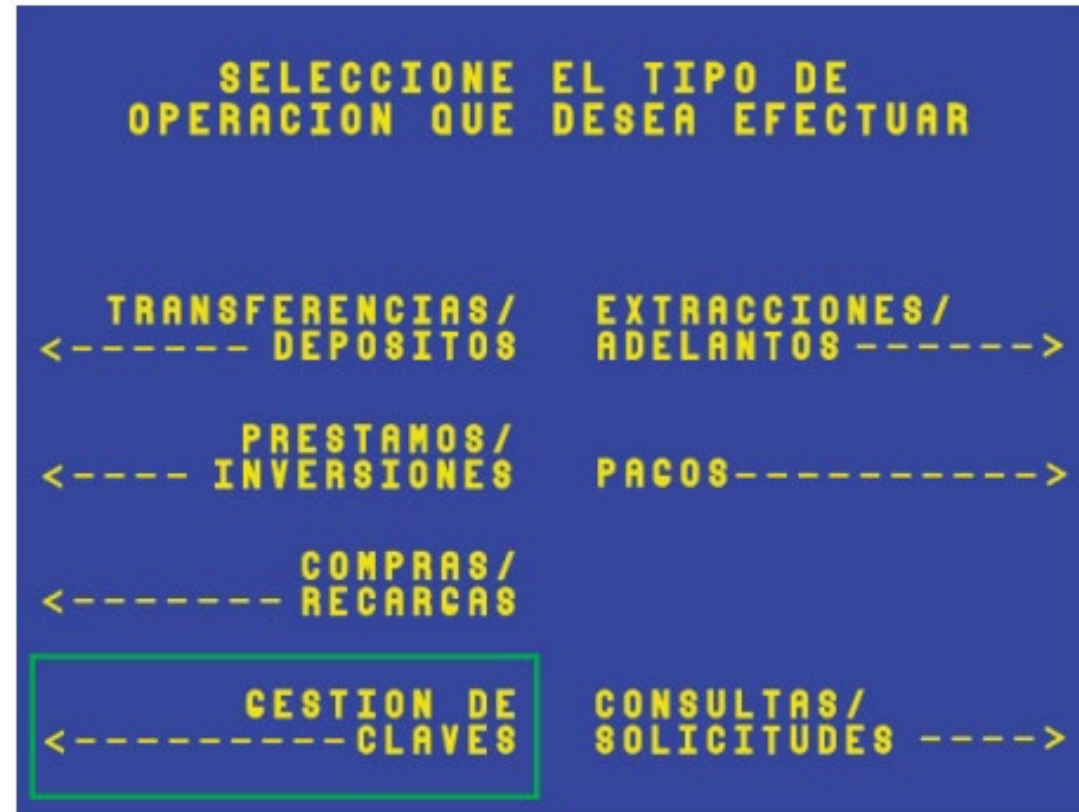 SELECCIONE EL TIPO DE
OPERACION QUE DESEA EFECTUAR
TRANSFERENCIAS/
<------ DEPOSITOS
EXTRACCIONES/
ADELANTOS ------>
PRESTAMOS/
<---- INVERSIONES
PAGOS----------->
COMPRAS/
<------- RECARGAS
GESTION DE
<----------CLAVES
CONSULTAS/
SOLICITUDES ---->